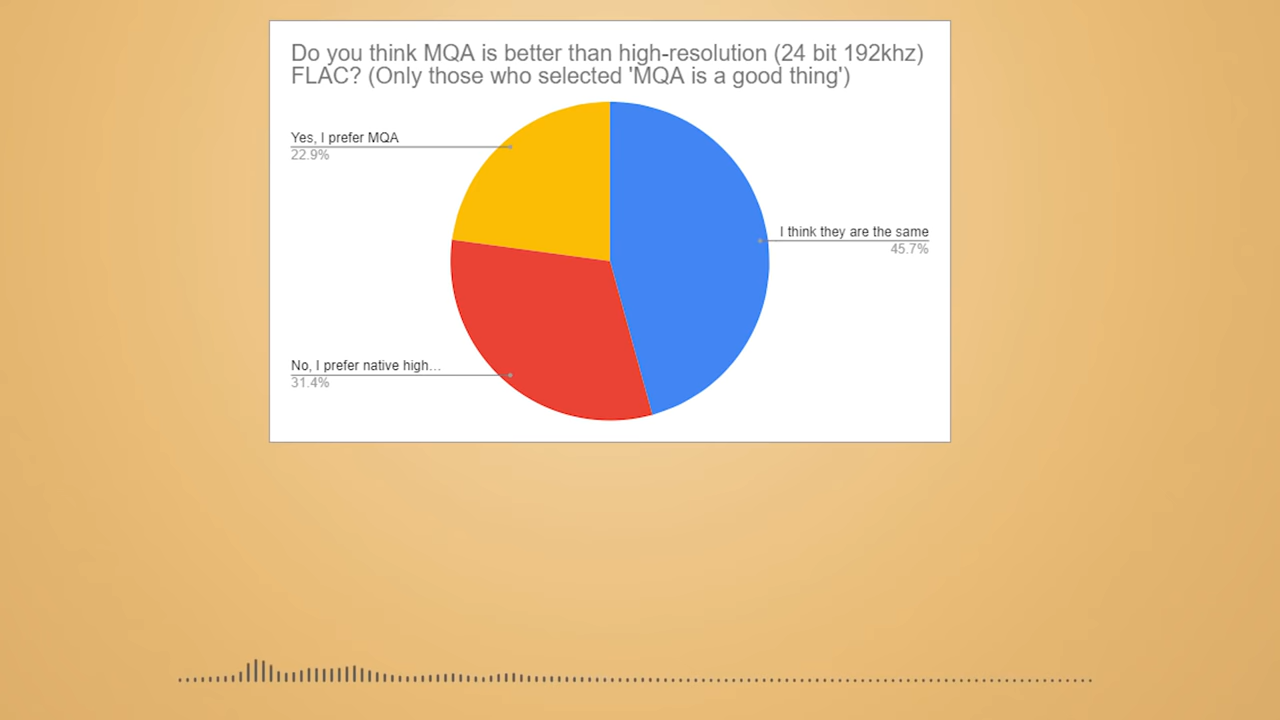 Do you think MQA is better than high-resolution (24 bit 192khz)
FLAC? (Only those who selected 'MQA is a good thing')
Yes, I prefer MQA
22.9%
I think they are the same
45.7%
No, I prefer native high...
31.4%